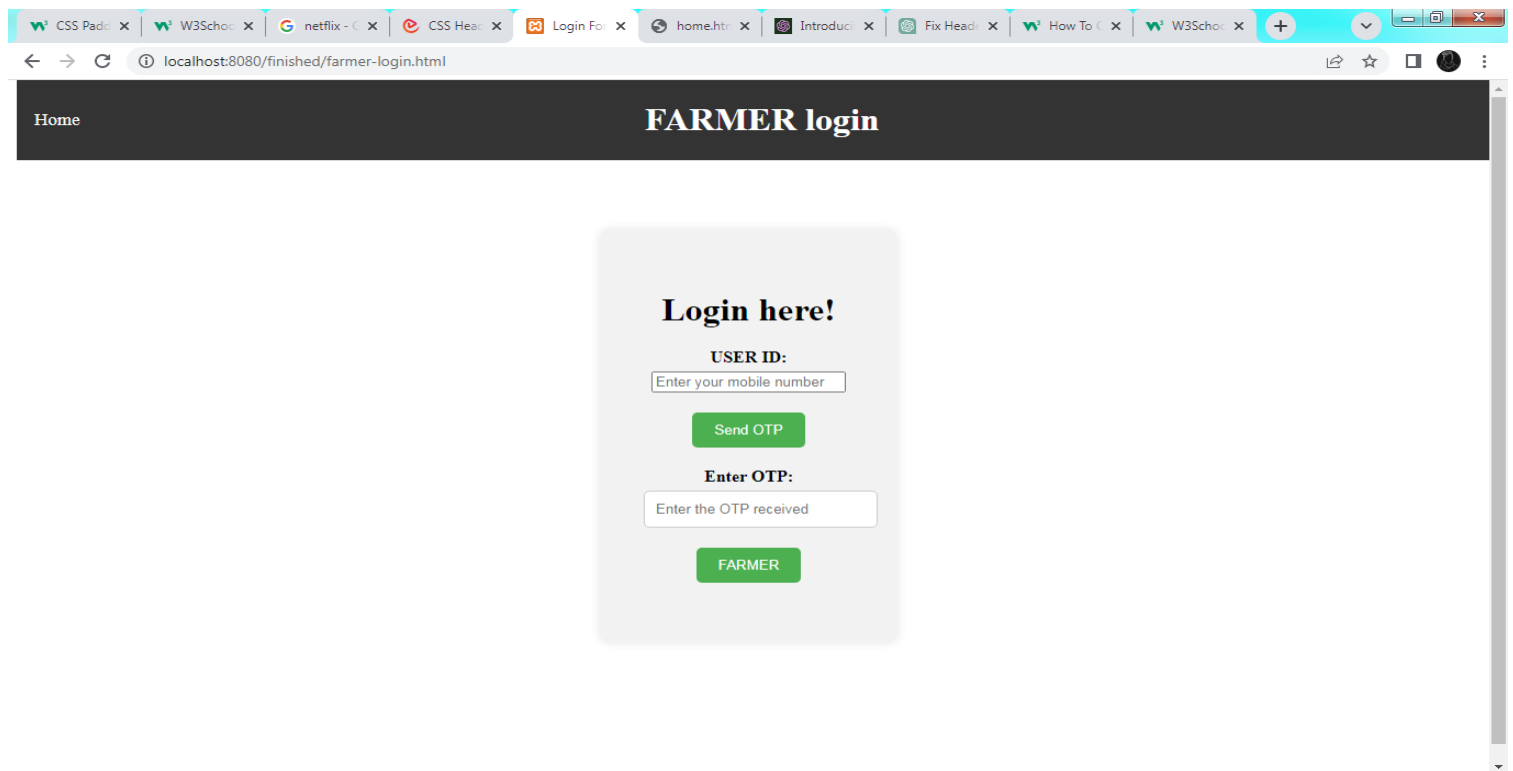 CSS Padd W3Schoo netflix - G CSS Head Login For home.htm Introducin Fix Heade How To C W3Schoo
localhost:8080/finished/farmer-login.html
Home FARMER login
Login here!
USER ID:
Enter your mobile number
Send OTP
Enter OTP:
Enter the OTP received
FARMER